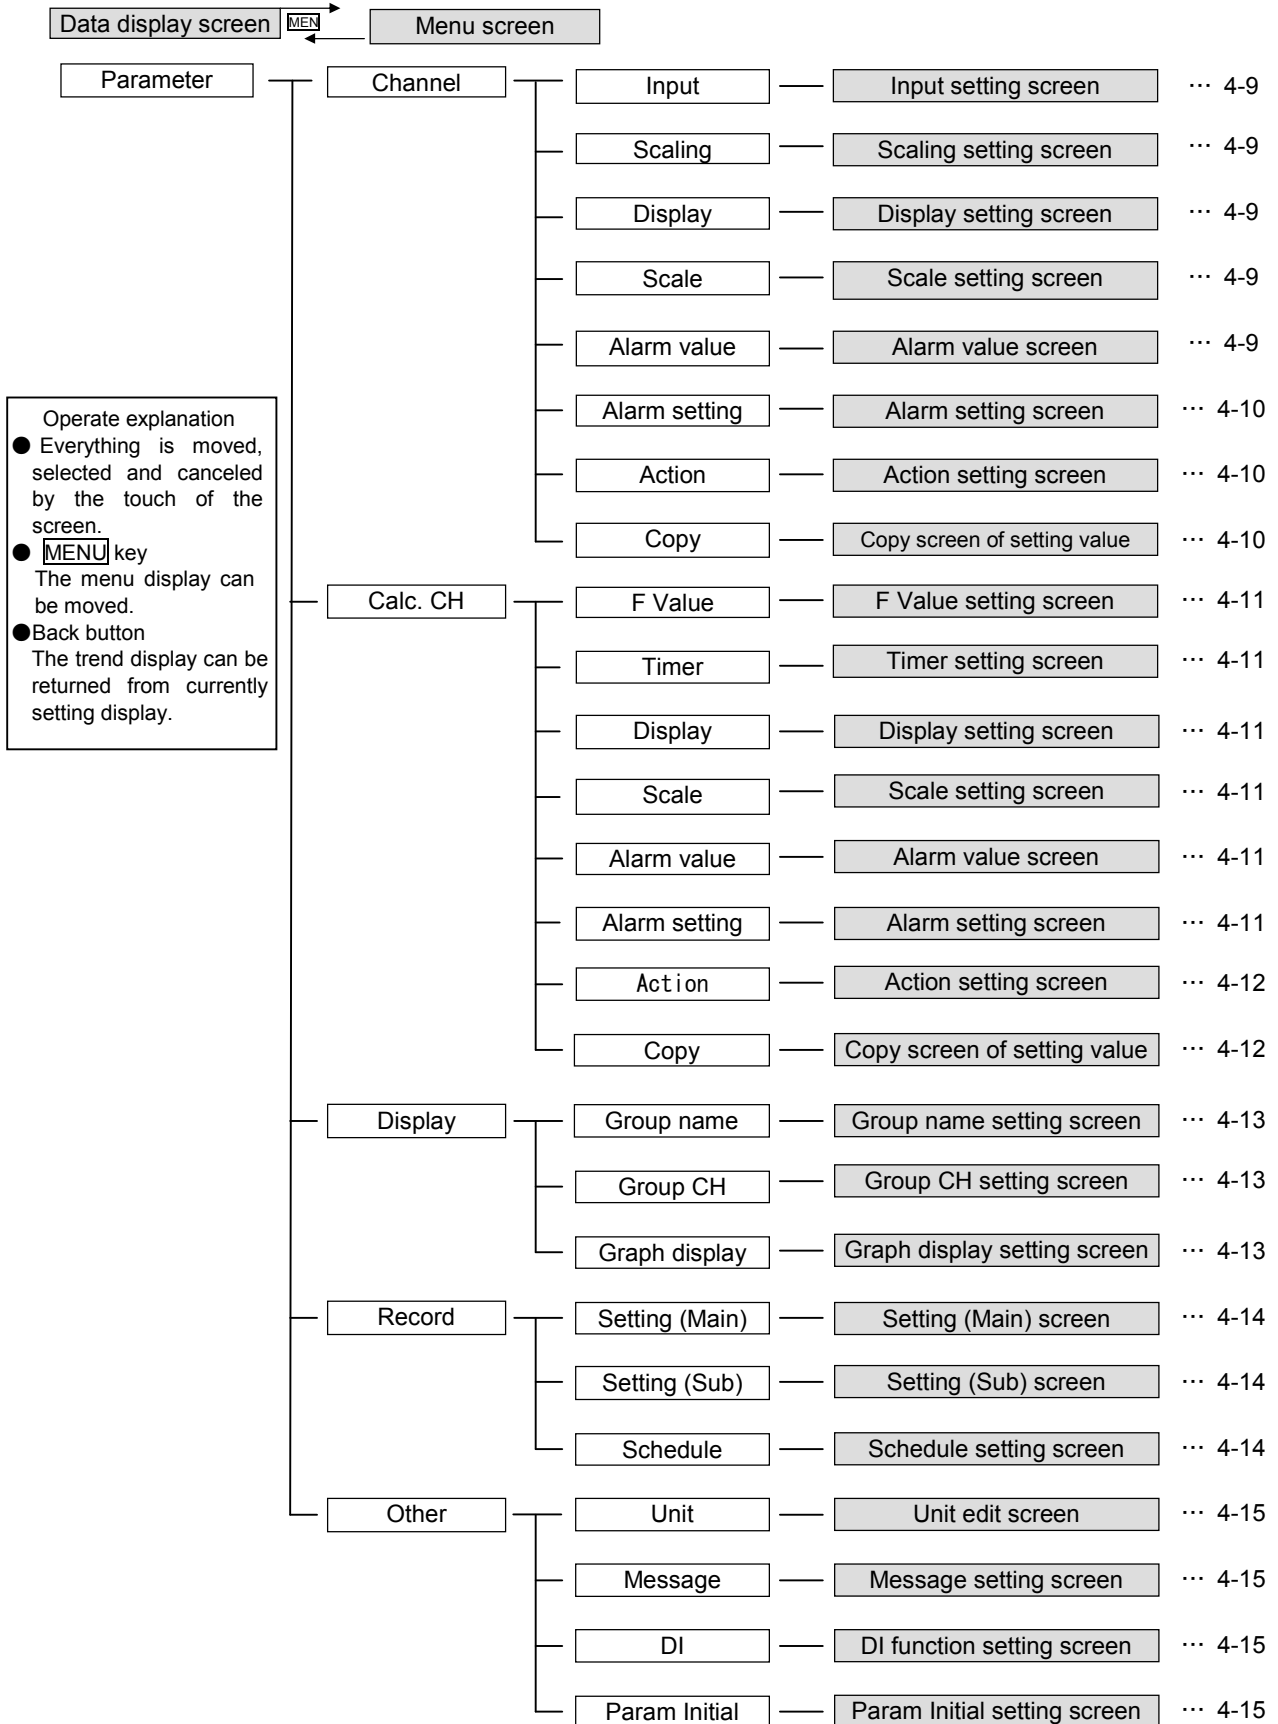 Data display screen MEN Menu screen
Parameter Channel Input Input setting screen ··· 4-9
Scaling Scaling setting screen ··· 4-9
Display Display setting screen ··· 4-9
Scale Scale setting screen ··· 4-9
Alarm value Alarm value screen ··· 4-9
Alarm setting Alarm setting screen ··· 4-10
Action Action setting screen ··· 4-10
Copy Copy screen of setting value ··· 4-10
Operate explanation
● Everything is moved,
selected and canceled
by the touch of the
screen.
● MENU key
The menu display can
be moved.
●Back button
The trend display can be
returned from currently
setting display.
Calc. CH F Value F Value setting screen ··· 4-11
Timer Timer setting screen ··· 4-11
Display Display setting screen ··· 4-11
Scale Scale setting screen ··· 4-11
Alarm value Alarm value screen ··· 4-11
Alarm setting Alarm setting screen ··· 4-11
Action Action setting screen ··· 4-12
Copy Copy screen of setting value ··· 4-12
Display Group name Group name setting screen ··· 4-13
Group CH Group CH setting screen ··· 4-13
Graph display Graph display setting screen ··· 4-13
Record Setting (Main) Setting (Main) screen ··· 4-14
Setting (Sub) Setting (Sub) screen ··· 4-14
Schedule Schedule setting screen ··· 4-14
Other Unit Unit edit screen ··· 4-15
Message Message setting screen ··· 4-15
DI DI function setting screen ··· 4-15
Param Initial Param Initial setting screen ··· 4-15